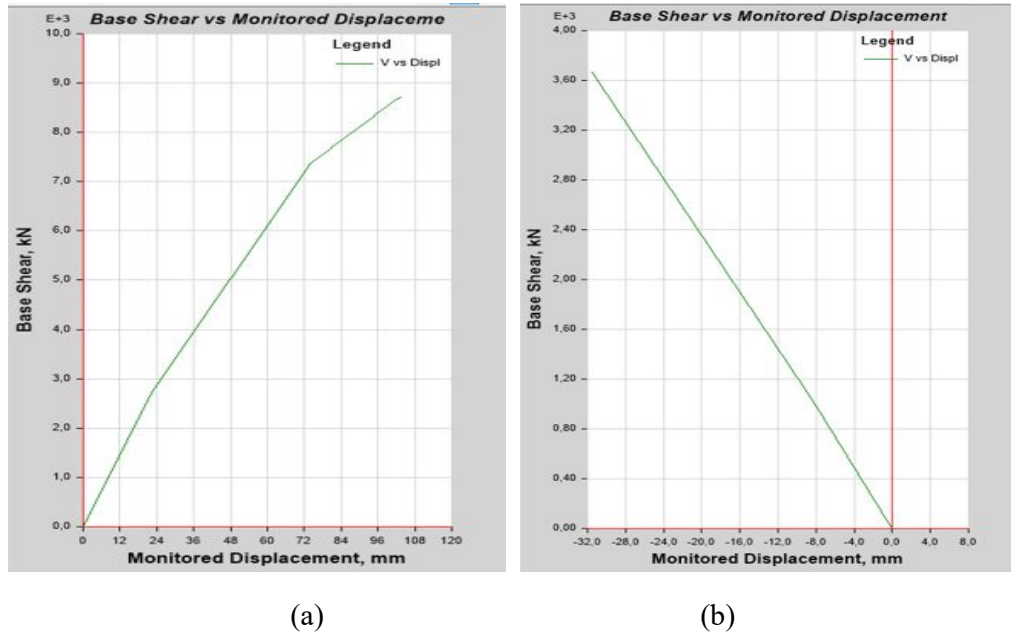 E+3 Base Shear vs Monitored Displaceme
10,0
9,0
8,0
7,0
6,0
5,0
4,0
3,0
2,0
1,0
0,0
Base Shear, kN
Legend
V vs Displ
0 12 24 36 48 60 72 84 96 108 120
Monitored Displacement, mm
(a)
E+3 Base Shear vs Monitored Displacement
4,00
3,60
3,20
2,80
2,40
2,00
1,60
1,20
0,80
0,40
0,00
Base Shear, kN
Legend
V vs Displ
-32,0 -28,0 -24,0 -20,0 -16,0 -12,0 -8,0 -4,0 0,0 4,0 8,0
Monitored Displacement, mm
(b)